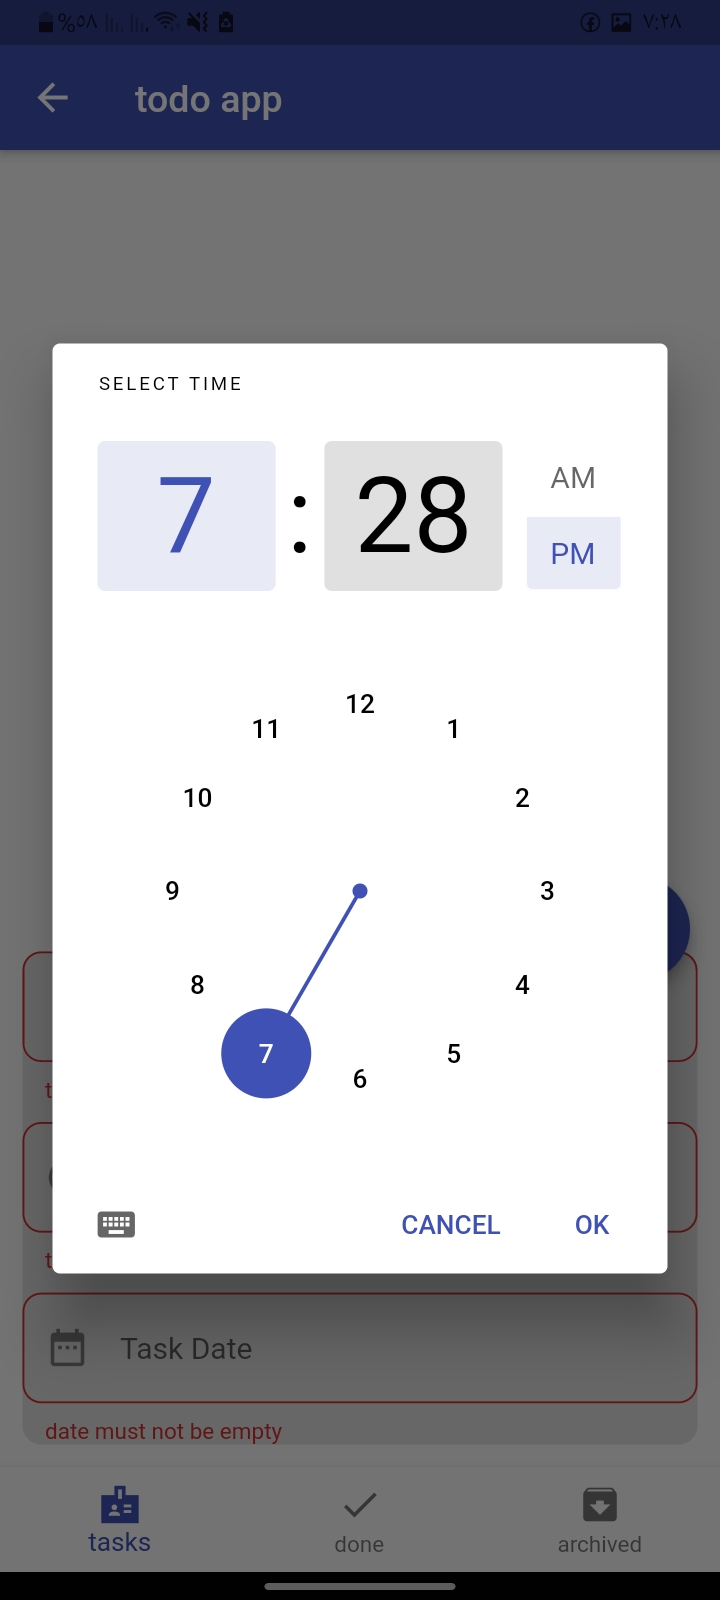 %٥٨ ٧:٢٨
todo app
SELECT TIME
7 : 28
AM
PM
12
11 1
10 2
9 3
8 4
7 5
6
t
t
CANCEL OK
Task Date
date must not be empty
tasks done archived